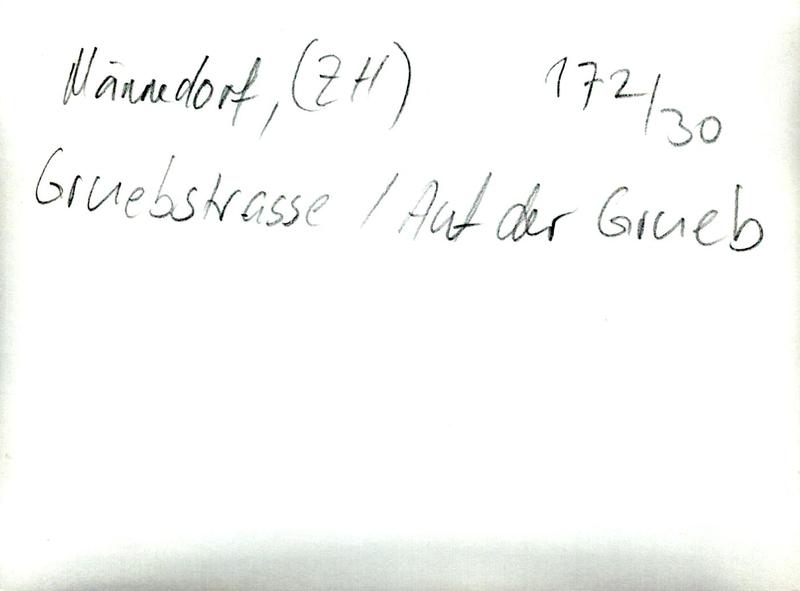 Männedorf, (ZH) 172/30
Gruebstrasse / Auf der Grueb